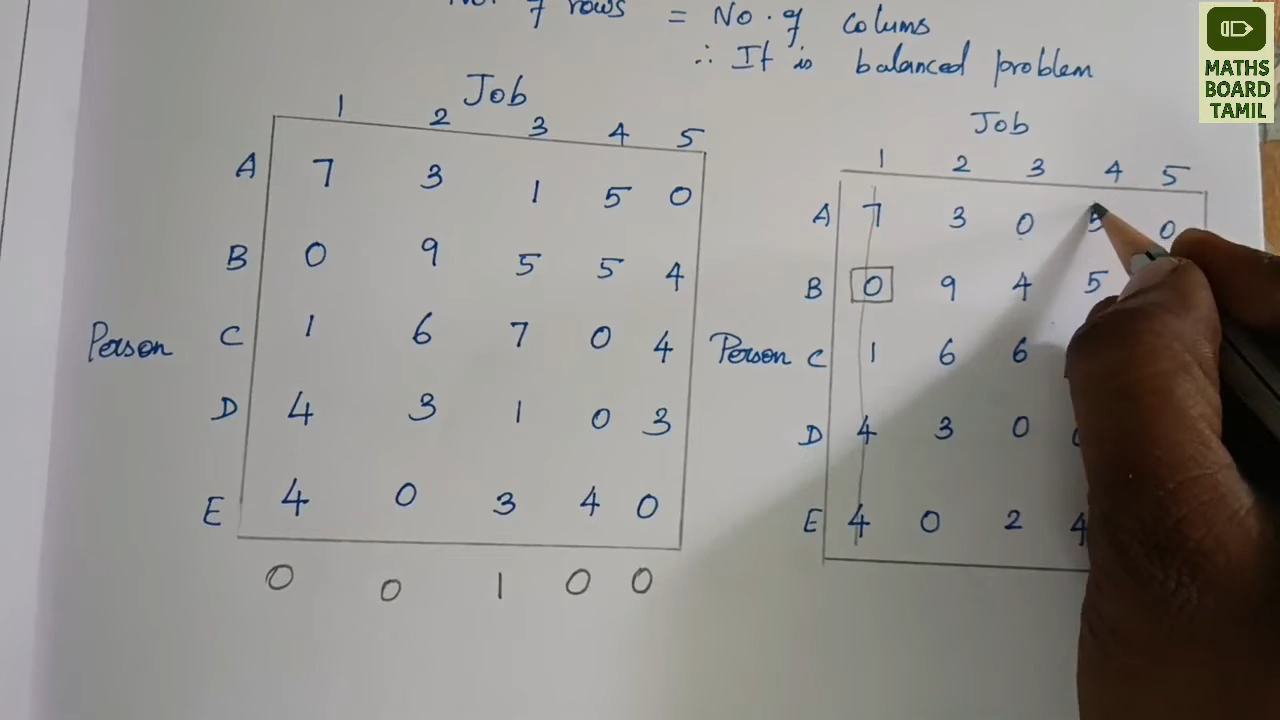 No. of rows = No. of colums
∴ It is balanced problem
MATHS
BOARD
TAMIL
Job
1 2 3 4 5
A 7 3 1 5 0
B 0 9 5 5 4
Person C 1 6 7 0 4
D 4 3 1 0 3
E 4 0 3 4 0
0 0 1 0 0
Job
1 2 3 4 5
A 7 3 0 5 0
B 0 9 4 5
Person C 1 6 6
D 4 3 0
E 4 0 2 4